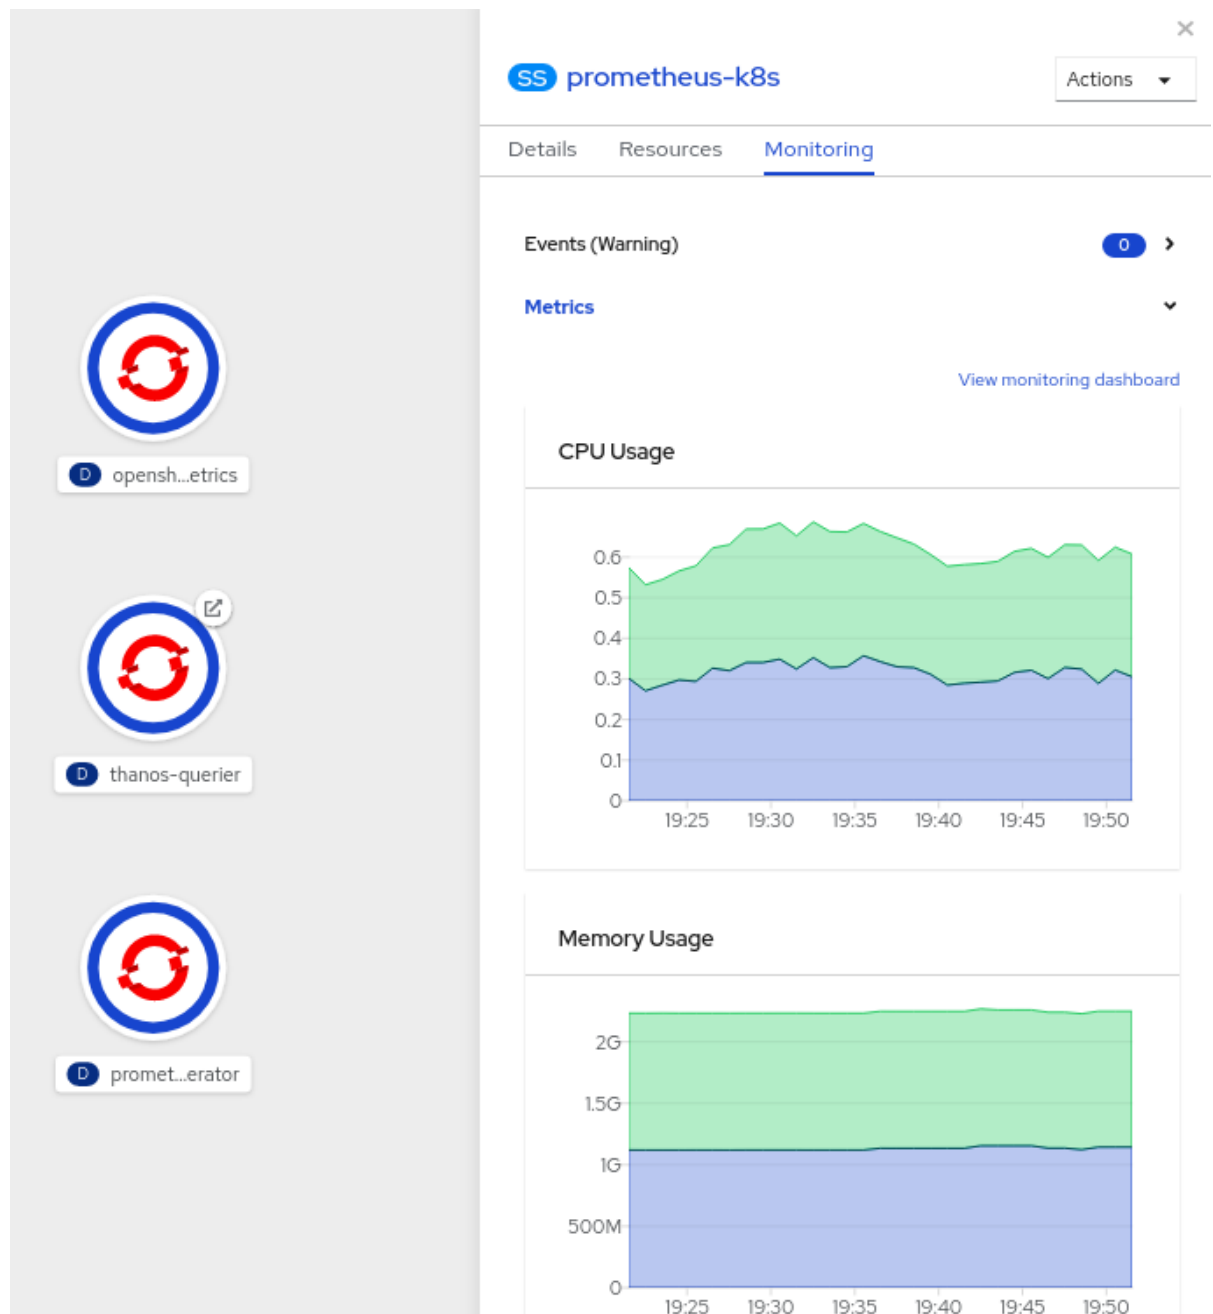 SS prometheus-k8s
Actions
Details Resources Monitoring
Events (Warning) 0
Metrics
View monitoring dashboard
CPU Usage
0.6
0.5
0.4
0.3
0.2
0.1
0
19:25 19:30 19:35 19:40 19:45 19:50
Memory Usage
2G
1.5G
1G
500M
0
19:25 19:30 19:35 19:40 19:45 19:50
D opensh...etrics
D thanos-querier
D promet...erator